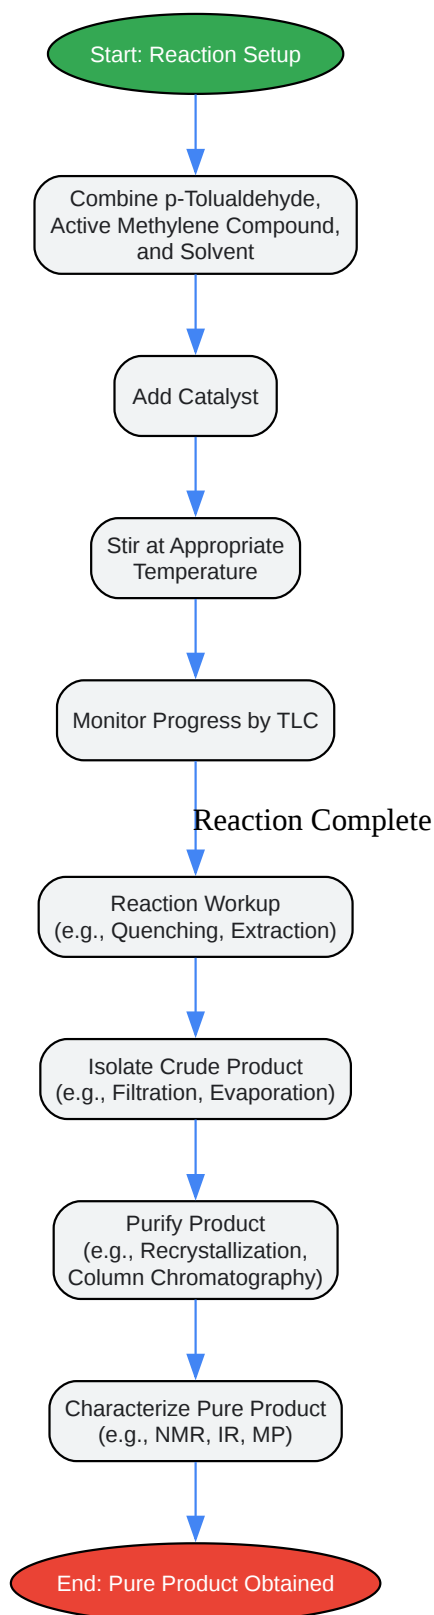 Start: Reaction Setup
Combine p-Tolualdehyde,
Active Methylene Compound,
and Solvent
Add Catalyst
Stir at Appropriate
Temperature
Monitor Progress by TLC
Reaction Complete
Reaction Workup
(e.g., Quenching, Extraction)
Isolate Crude Product
(e.g., Filtration, Evaporation)
Purify Product
(e.g., Recrystallization,
Column Chromatography)
Characterize Pure Product
(e.g., NMR, IR, MP)
End: Pure Product Obtained